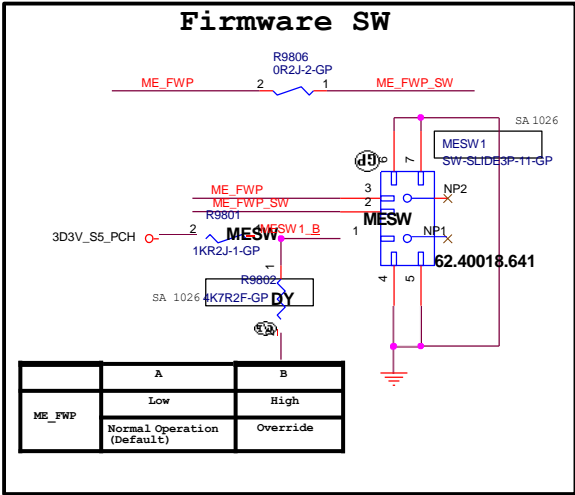 Firmware SW
R9806
0R2J-2-GP
ME_FWP 2 1 ME_FWP_SW
SA 1026
MESW1
SW-SLIDE3P-11-GP
GP
6 7
ME_FWP 3 NP2
ME_FWP_SW 2
R9801 MESW
3D3V_S5_PCH 2 MESW MESW1_B 1 NP1
1KR2J-1-GP
62.40018.641
R9802 1
4 5
SA 1026 4K7R2F-GP DY
A B
ME_FWP Low High
Normal Operation Override
(Default)